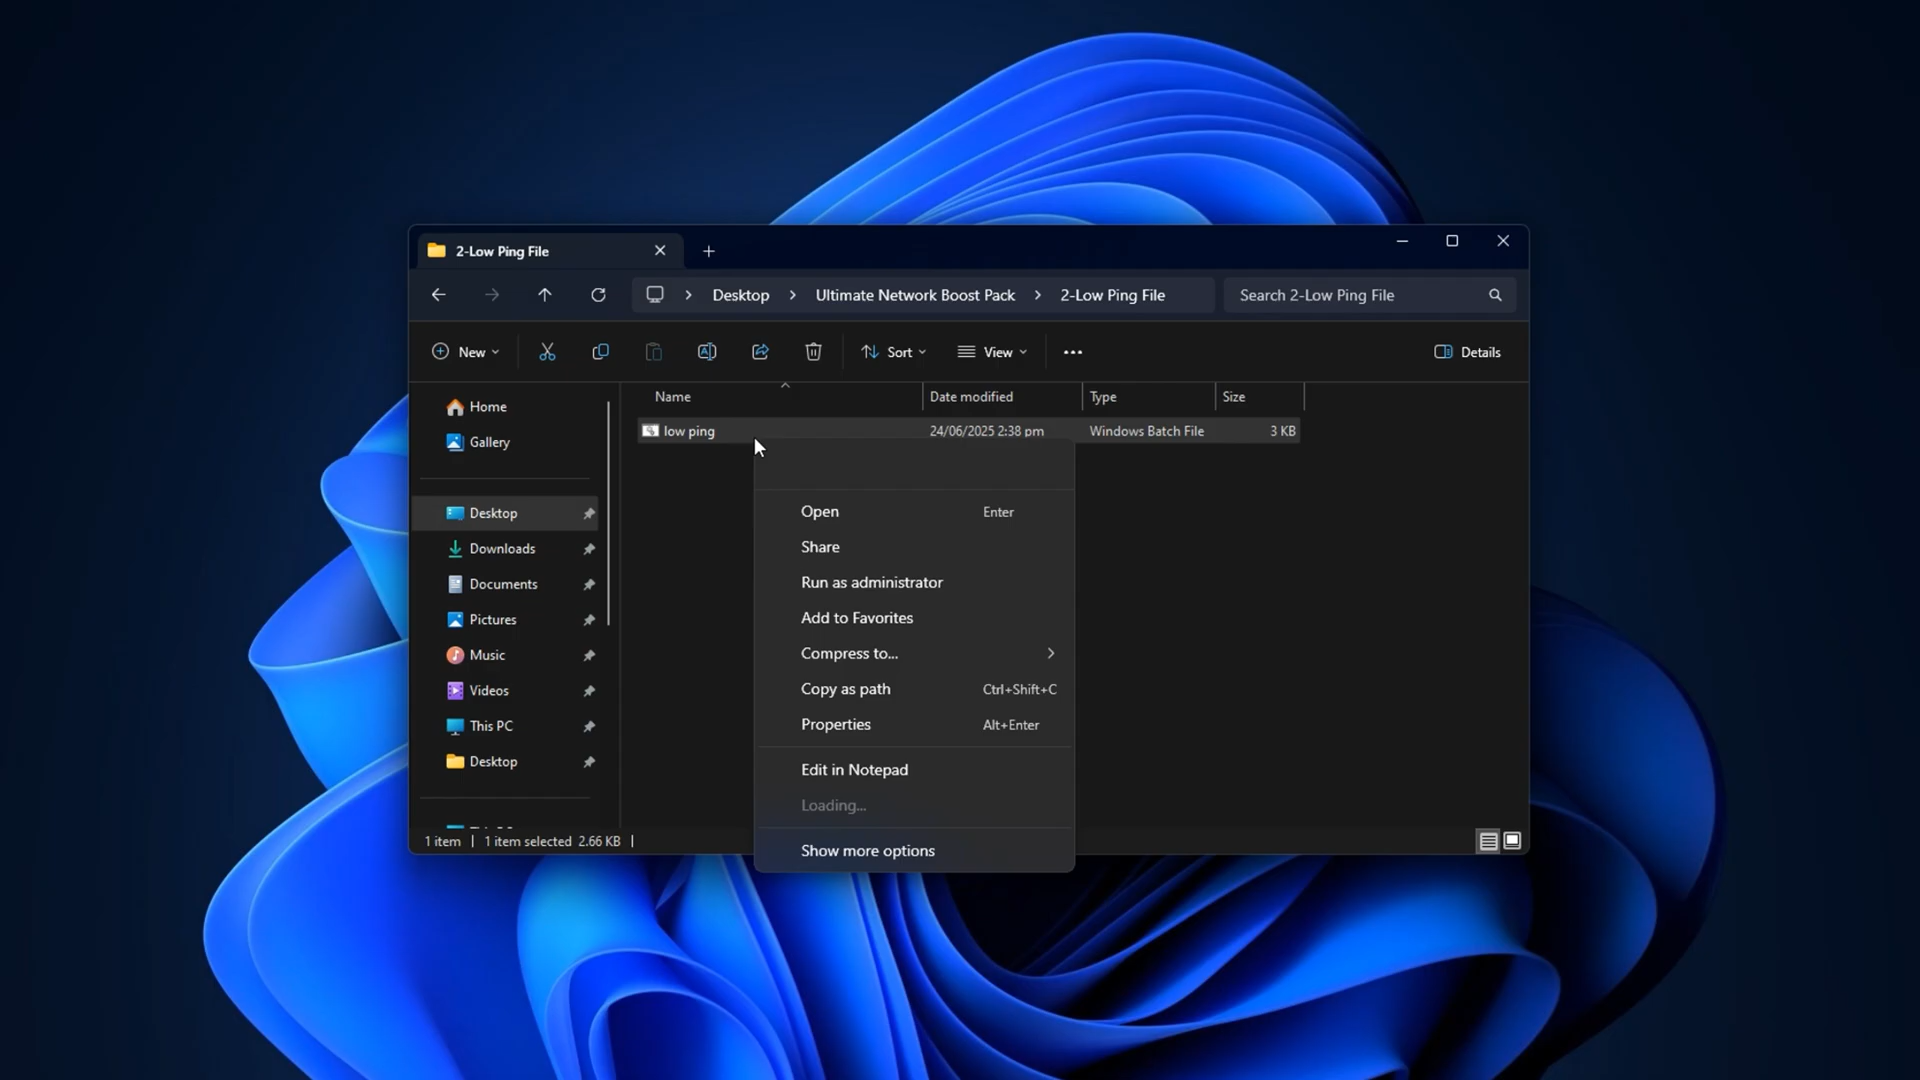 2-Low Ping File
Desktop
Ultimate Network Boost Pack
2-Low Ping File
Search 2-Low Ping File
New
Sort
View
Details
Name
Date modified
Type
Size
low ping
24/06/2025 2:38 pm
Windows Batch File
3 KB
Home
Gallery
Desktop
Downloads
Documents
Pictures
Music
Videos
This PC
Desktop
Open
Enter
Share
Run as administrator
Add to Favorites
Compress to...
Copy as path
Ctrl+Shift+C
Properties
Alt+Enter
Edit in Notepad
Loading...
Show more options
1 item
1 item selected 2.66 KB